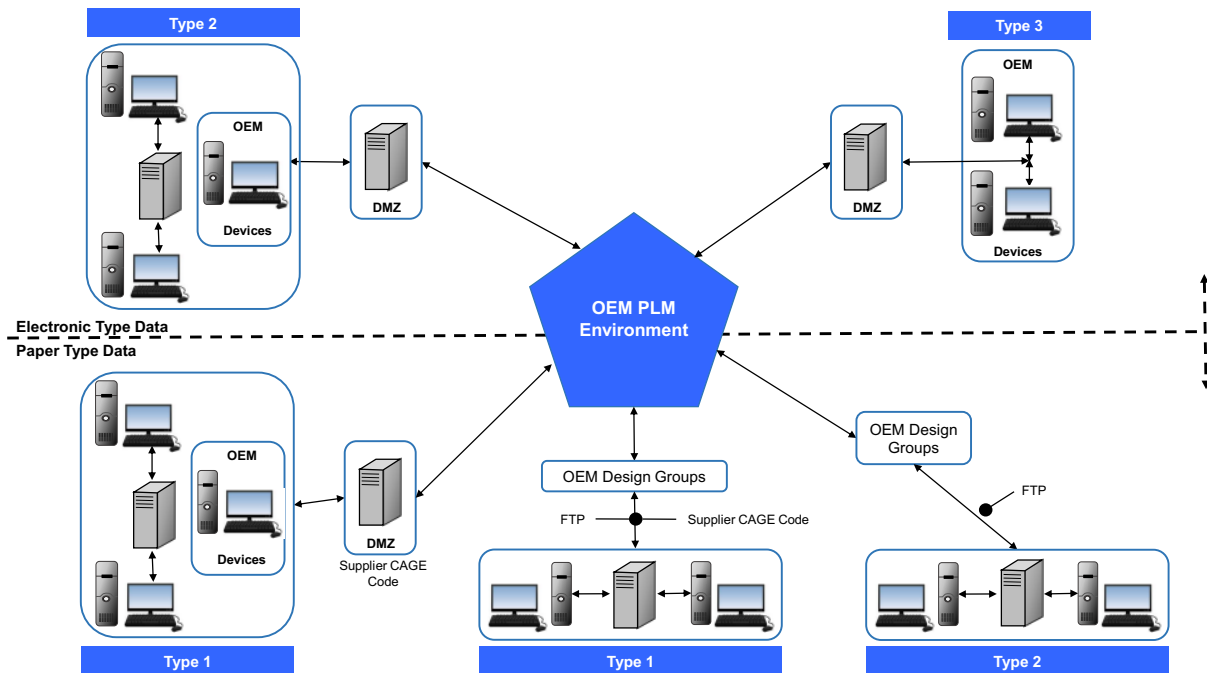 Type 2
Type 3
OEM
OEM
Devices
DMZ
DMZ
Devices
OEM PLM
Environment
Electronic Type Data
Paper Type Data
OEM
Devices
DMZ
Supplier CAGE
Code
OEM Design Groups
OEM Design
Groups
FTP
Supplier CAGE Code
FTP
Type 1
Type 1
Type 2